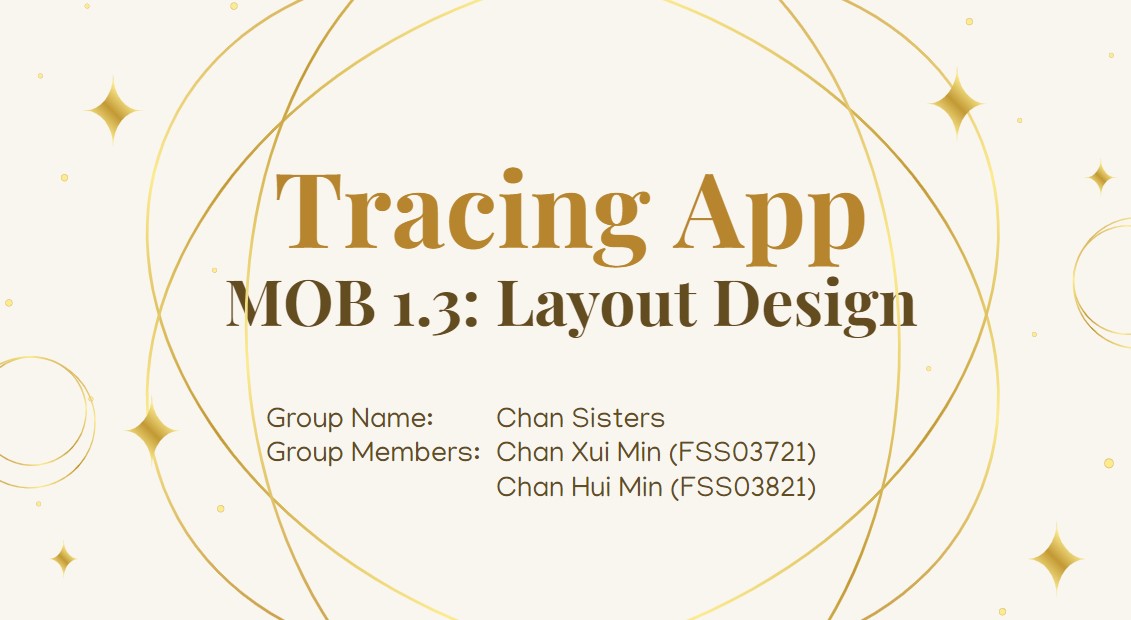 Tracing App
MOB 1.3: Layout Design
Group Name: Chan Sisters
Group Members: Chan Xui Min (FSS03721)
Chan Hui Min (FSS03821)